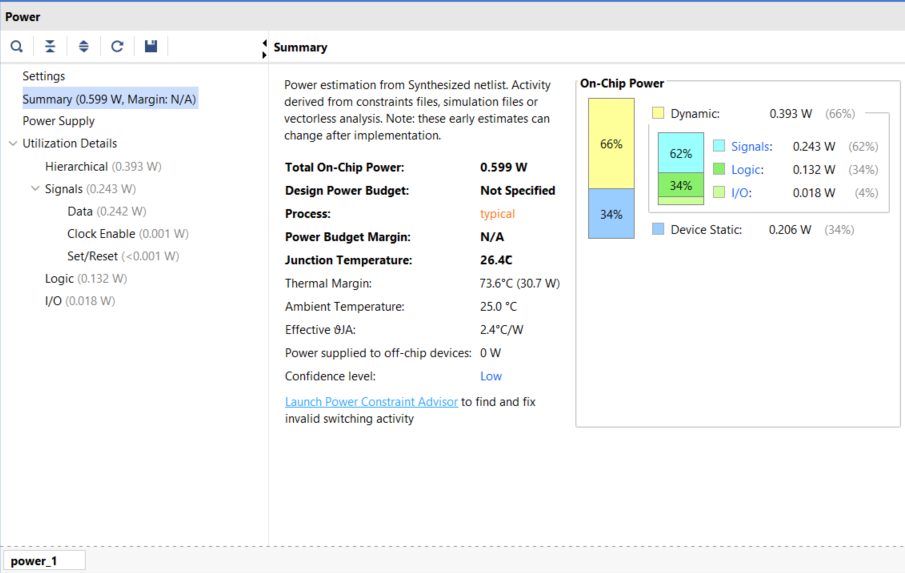 Power
Summary
Settings
Summary (0.599 W, Margin: N/A)
Power Supply
Utilization Details
Hierarchical (0.393 W)
Signals (0.243 W)
Data (0.242 W)
Clock Enable (0.001 W)
Set/Reset (<0.001 W)
Logic (0.132 W)
I/O (0.018 W)
Power estimation from Synthesized netlist. Activity
derived from constraints files, simulation files or
vectorless analysis. Note: these early estimates can
change after implementation.
Total On-Chip Power: 0.599 W
Design Power Budget: Not Specified
Process: typical
Power Budget Margin: N/A
Junction Temperature: 26.4C
Thermal Margin: 73.6°C (30.7 W)
Ambient Temperature: 25.0 °C
Effective ϑJA: 2.4°C/W
Power supplied to off-chip devices: 0 W
Confidence level: Low
Launch Power Constraint Advisor to find and fix
invalid switching activity
On-Chip Power
66%
34%
Dynamic: 0.393 W (66%)
62%
34%
Signals: 0.243 W (62%)
Logic: 0.132 W (34%)
I/O: 0.018 W (4%)
Device Static: 0.206 W (34%)
power_1